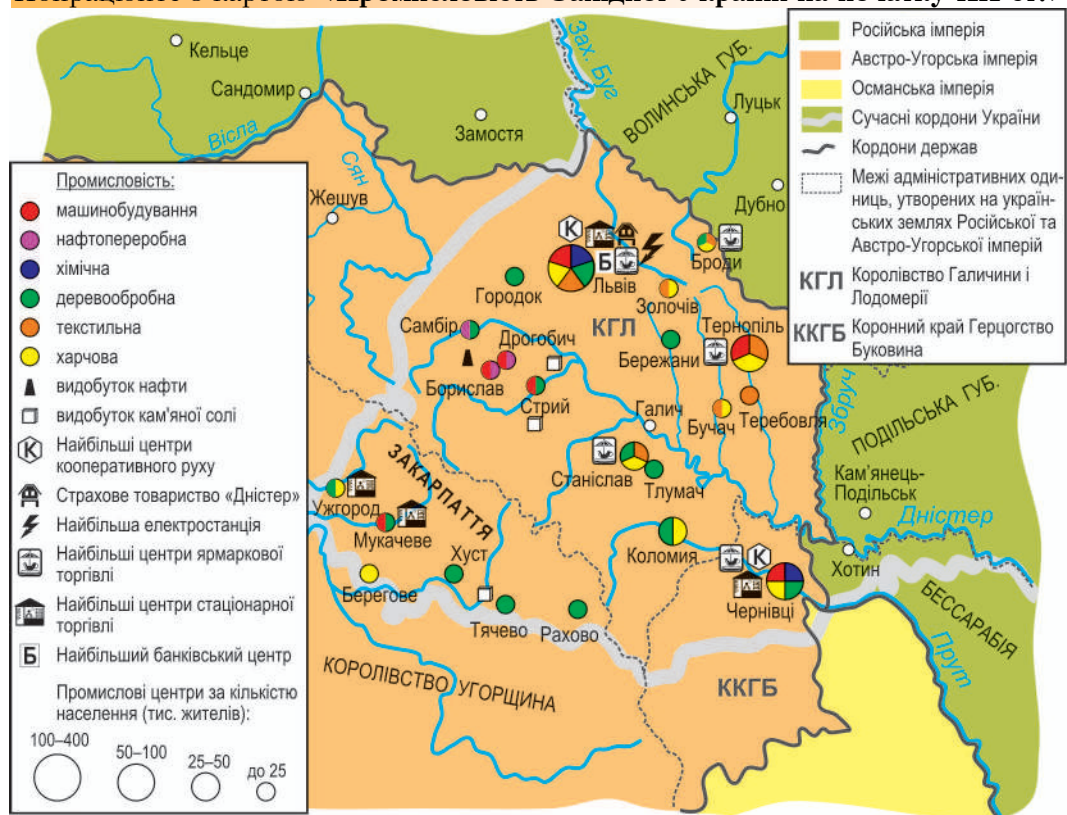 Російська імперія
Австро-Угорська імперія
Османська імперія
Сучасні кордони України
Кордони держав
Межі адміністративних оди-
ниць, утворених на україн-
ських землях Російської та
Австро-Угорської імперій
КГЛ
Королівство Галичини і
Лодомерії
ККГБ
Коронний край Герцогство
Буковина
Кельце
Сандомир
Вісла
Сян
Замостя
Зах. Буг
ВОЛИНСЬКА ГУБ.
Луцьк
Дубно
Жешув
Промисловість:
машинобудування
нафтопереробна
хімічна
деревообробна
текстильна
харчова
видобуток нафти
видобуток кам'яної солі
К
Найбільші центри
кооперативного руху
Страхове товариство «Дністер»
Найбільша електростанція
Найбільші центри
ярмаркової
торгівлі
Найбільші центри стаціонарної
торгівлі
Б
Найбільший банківський центр
Промислові центри за кількістю
населення (тис. жителів):
100–400
50–100
25–50
до 25
К
Б
Львів
Броди
Городок
Золочів
КГЛ
Самбір
Дрогобич
Тернопіль
Бережани
Борислав
Стрий
Галич
Бучач
Теребовля
Збруч
ПОДІЛЬСЬКА ГУБ.
Станіслав
Тлумач
Кам'янець-
Подільськ
ЗАКАРПАТТЯ
Ужгород
Мукачеве
Дністер
Хуст
Коломия
К
Хотин
Берегове
Чернівці
БЕССАРАБІЯ
Тячево
Рахово
Прут
КОРОЛІВСТВО УГОРЩИНА
ККГБ